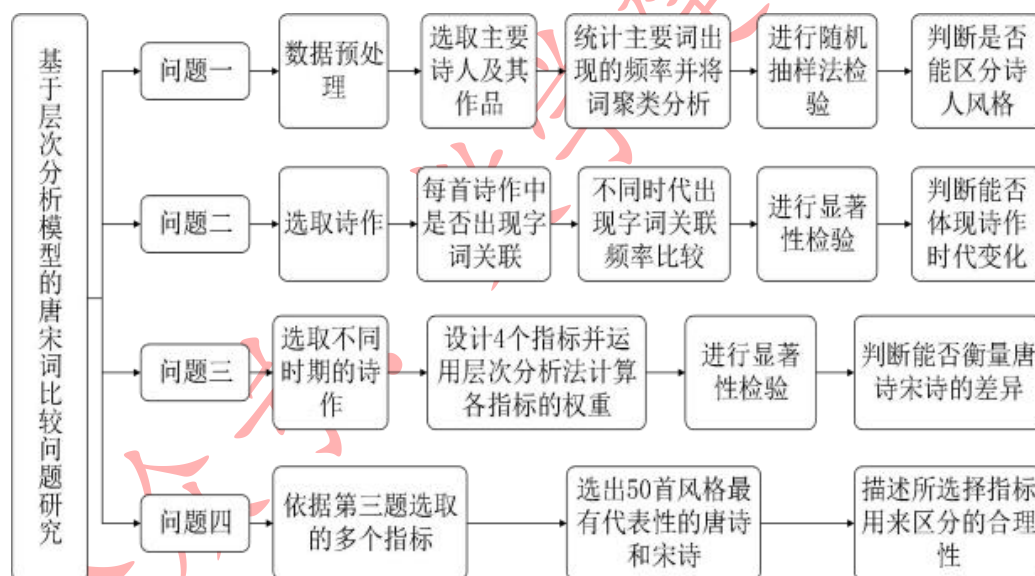 基于层次分析模型的唐宋词比较问题研究
问题一
数据预处
理
选取主要
诗人及其
作品
统计主要词出
现的频率并将
词聚类分析
进行随机
抽样法检
验
判断是否
能区分诗
人风格
问题二
选取诗作
每首诗作中
是否出现字
词关联
不同时代出
现字词关联
频率比较
进行显著
性检验
判断能否
体现诗作
时代变化
问题三
选取不同
时期的诗
作
设计4个指标并运
用层次分析法计算
各指标的权重
进行显著
性检验
判断能否衡量唐
诗宋诗的差异
问题四
依据第三题选取
的多个指标
选出50首风格最
有代表性的唐诗
和宋诗
描述所选择指标
用来区分的合理
性